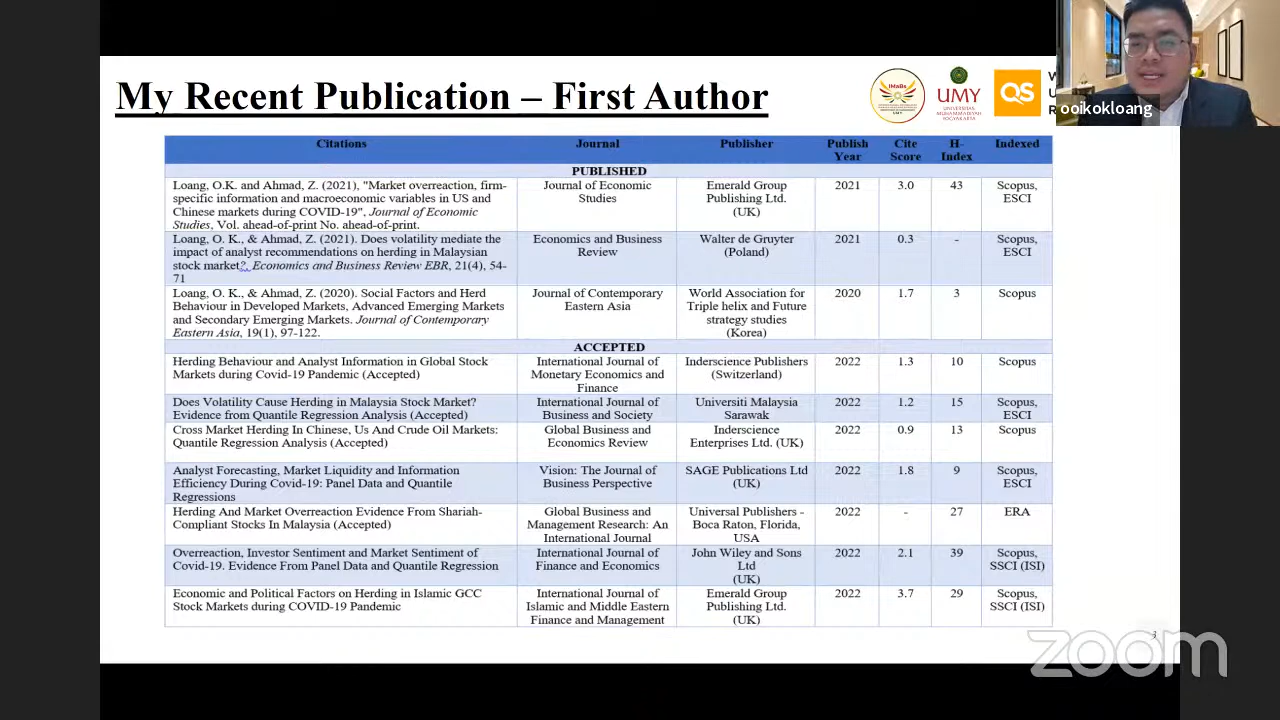 My Recent Publication – First Author
IMaBs
UMY
UNIVERSITAS
MUHAMMADIYAH
YOGYAKARTA
QS
W
U
R
ooikokloang
Citations Journal Publisher Publish Year Cite Score H-Index Indexed
PUBLISHED
Loang, O.K. and Ahmad, Z. (2021), "Market overreaction, firm-
specific information and macroeconomic variables in US and
Chinese markets during COVID-19", Journal of Economic
Studies, Vol. ahead-of-print No. ahead-of-print.
Journal of Economic
Studies
Emerald Group
Publishing Ltd.
(UK)
2021
3.0
43
Scopus,
ESCI
Loang, O. K., & Ahmad, Z. (2021). Does volatility mediate the
impact of analyst recommendations on herding in Malaysian
stock market?. Economics and Business Review EBR, 21(4), 54-
71
Economics and Business
Review
Walter de Gruyter
(Poland)
2021
0.3
-
Scopus,
ESCI
Loang, O. K., & Ahmad, Z. (2020). Social Factors and Herd
Behaviour in Developed Markets, Advanced Emerging Markets
and Secondary Emerging Markets. Journal of Contemporary
Eastern Asia, 19(1), 97-122.
Journal of Contemporary
Eastern Asia
World Association for
Triple helix and Future
strategy studies
(Korea)
2020
1.7
3
Scopus
ACCEPTED
Herding Behaviour and Analyst Information in Global Stock
Markets during Covid-19 Pandemic (Accepted)
International Journal of
Monetary Economics and
Finance
Inderscience Publishers
(Switzerland)
2022
1.3
10
Scopus
Does Volatility Cause Herding in Malaysia Stock Market?
Evidence from Quantile Regression Analysis (Accepted)
International Journal of
Business and Society
Universiti Malaysia
Sarawak
2022
1.2
15
Scopus,
ESCI
Cross Market Herding In Chinese, Us And Crude Oil Markets:
Quantile Regression Analysis (Accepted)
Global Business and
Economics Review
Inderscience
Enterprises Ltd. (UK)
2022
0.9
13
Scopus
Analyst Forecasting, Market Liquidity and Information
Efficiency During Covid-19: Panel Data and Quantile
Regressions
Vision: The Journal of
Business Perspective
SAGE Publications Ltd
(UK)
2022
1.8
9
Scopus,
ESCI
Herding And Market Overreaction Evidence From Shariah-
Compliant Stocks In Malaysia (Accepted)
Global Business and
Management Research: An
International Journal
Universal Publishers -
Boca Raton, Florida,
USA
2022
-
27
ERA
Overreaction, Investor Sentiment and Market Sentiment of
Covid-19. Evidence From Panel Data and Quantile Regression
International Journal of
Finance and Economics
John Wiley and Sons
Ltd
(UK)
2022
2.1
39
Scopus,
SSCI (ISI)
Economic and Political Factors on Herding in Islamic GCC
Stock Markets during COVID-19 Pandemic
International Journal of
Islamic and Middle Eastern
Finance and Management
Emerald Group
Publishing Ltd.
(UK)
2022
3.7
29
Scopus,
SSCI (ISI)
3
zoom